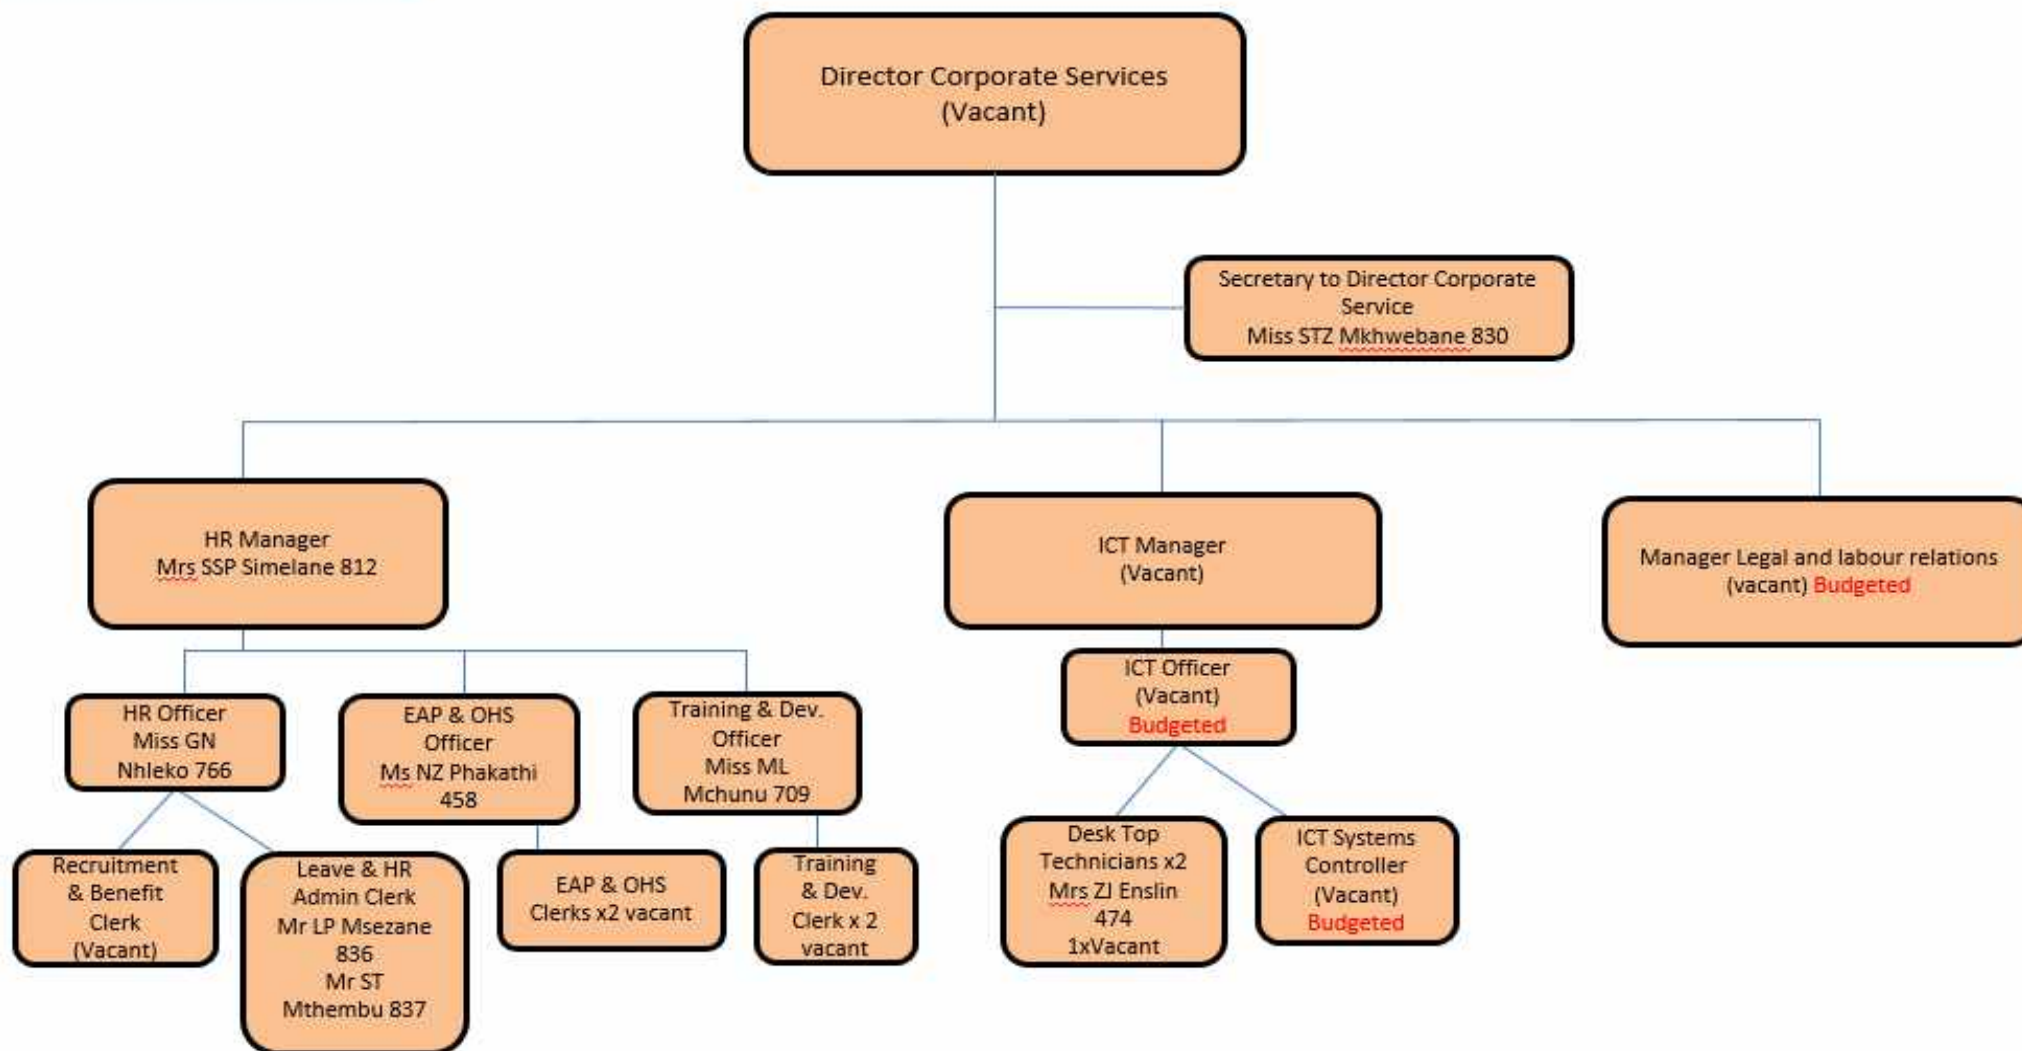 Director Corporate Services
(Vacant)
Secretary to Director Corporate
Service
Miss STZ Mkhwebane 830
HR Manager
Mrs SSP Simelane 812
ICT Manager
(Vacant)
Manager Legal and labour relations
(vacant) Budgeted
HR Officer
Miss GN
Nhleko 766
EAP & OHS
Officer
Ms NZ Phakathi
458
Training & Dev.
Officer
Miss ML
Mchunu 709
ICT Officer
(Vacant)
Budgeted
Recruitment
& Benefit
Clerk
(Vacant)
Leave & HR
Admin Clerk
Mr LP Msezane
836
Mr ST
Mthembu 837
EAP & OHS
Clerks x2 vacant
Training
& Dev.
Clerk x 2
vacant
Desk Top
Technicians x2
Mrs ZJ Enslin
474
1xVacant
ICT Systems
Controller
(Vacant)
Budgeted